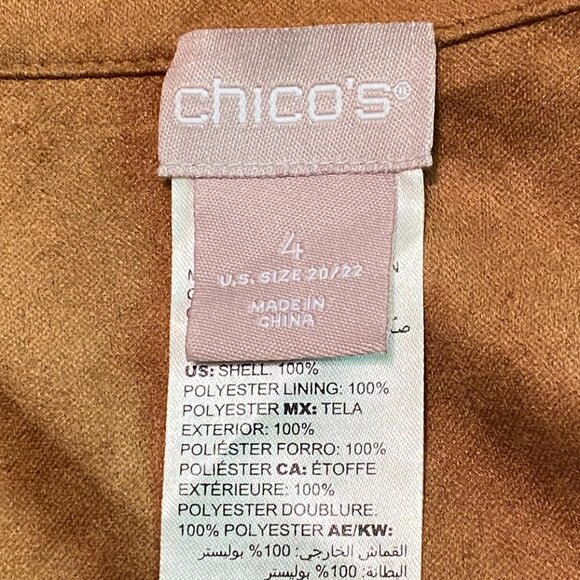 chico's®
4
U.S. SIZE 20/22
MADE IN
CHINA
US: SHELL. 100%
POLYESTER LINING: 100%
POLYESTER MX: TELA
EXTERIOR: 100%
POLIÉSTER FORRO: 100%
POLIÉSTER CA: ÉTOFFE
EXTÉRIEURE: 100%
POLYESTER DOUBLURE.
100% POLYESTER AE/KW:
القماش الخارجي: 100% بوليستر
البطانة: 100% بوليستر